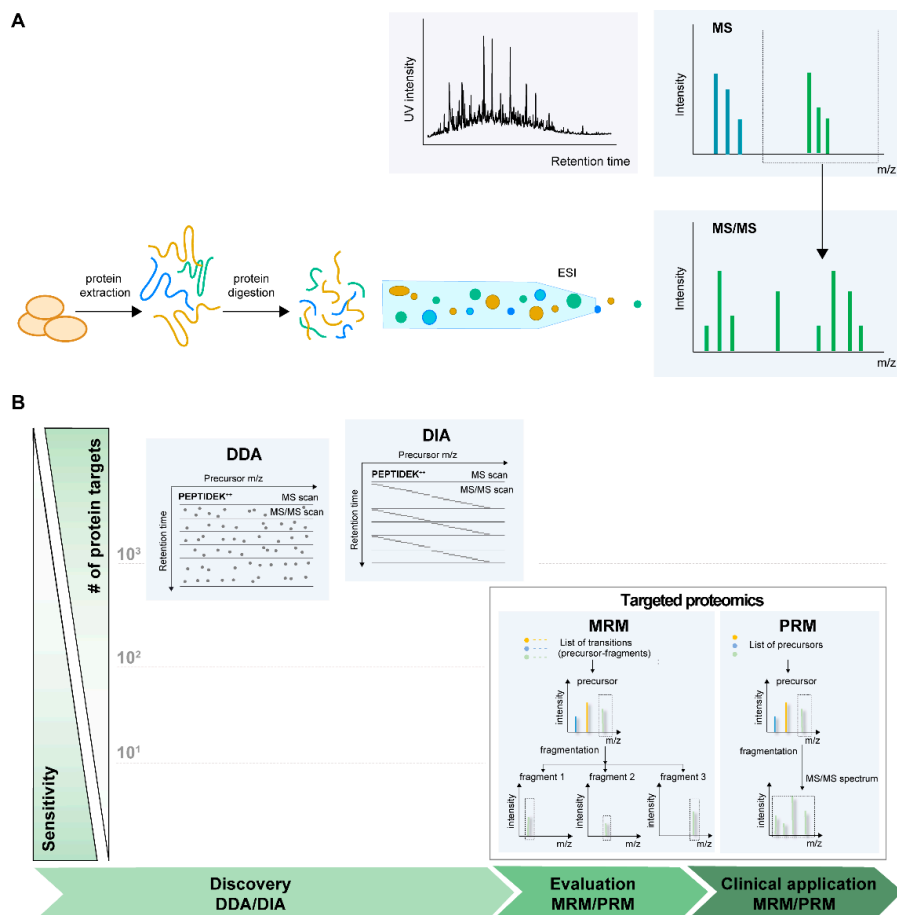 A
UV intensity
Retention time
MS
Intensity
m/z
MS/MS
Intensity
m/z
protein
extraction
protein
digestion
ESI
B
# of protein targets
Sensitivity
10³
10²
10¹
DDA
Precursor m/z
PEPTIDEK⁺⁺
MS scan
MS/MS scan
Retention time
DIA
Precursor m/z
PEPTIDEK⁺⁺
MS scan
MS/MS scan
Retention time
Targeted proteomics
MRM
List of transitions
(precursor-fragments)
precursor
intensity
m/z
fragmentation
fragment 1
fragment 2
fragment 3
intensity
m/z
intensity
m/z
intensity
m/z
PRM
List of precursors
precursor
intensity
m/z
fragmentation
MS/MS spectrum
intensity
m/z
Discovery
DDA/DIA
Evaluation
MRM/PRM
Clinical application
MRM/PRM